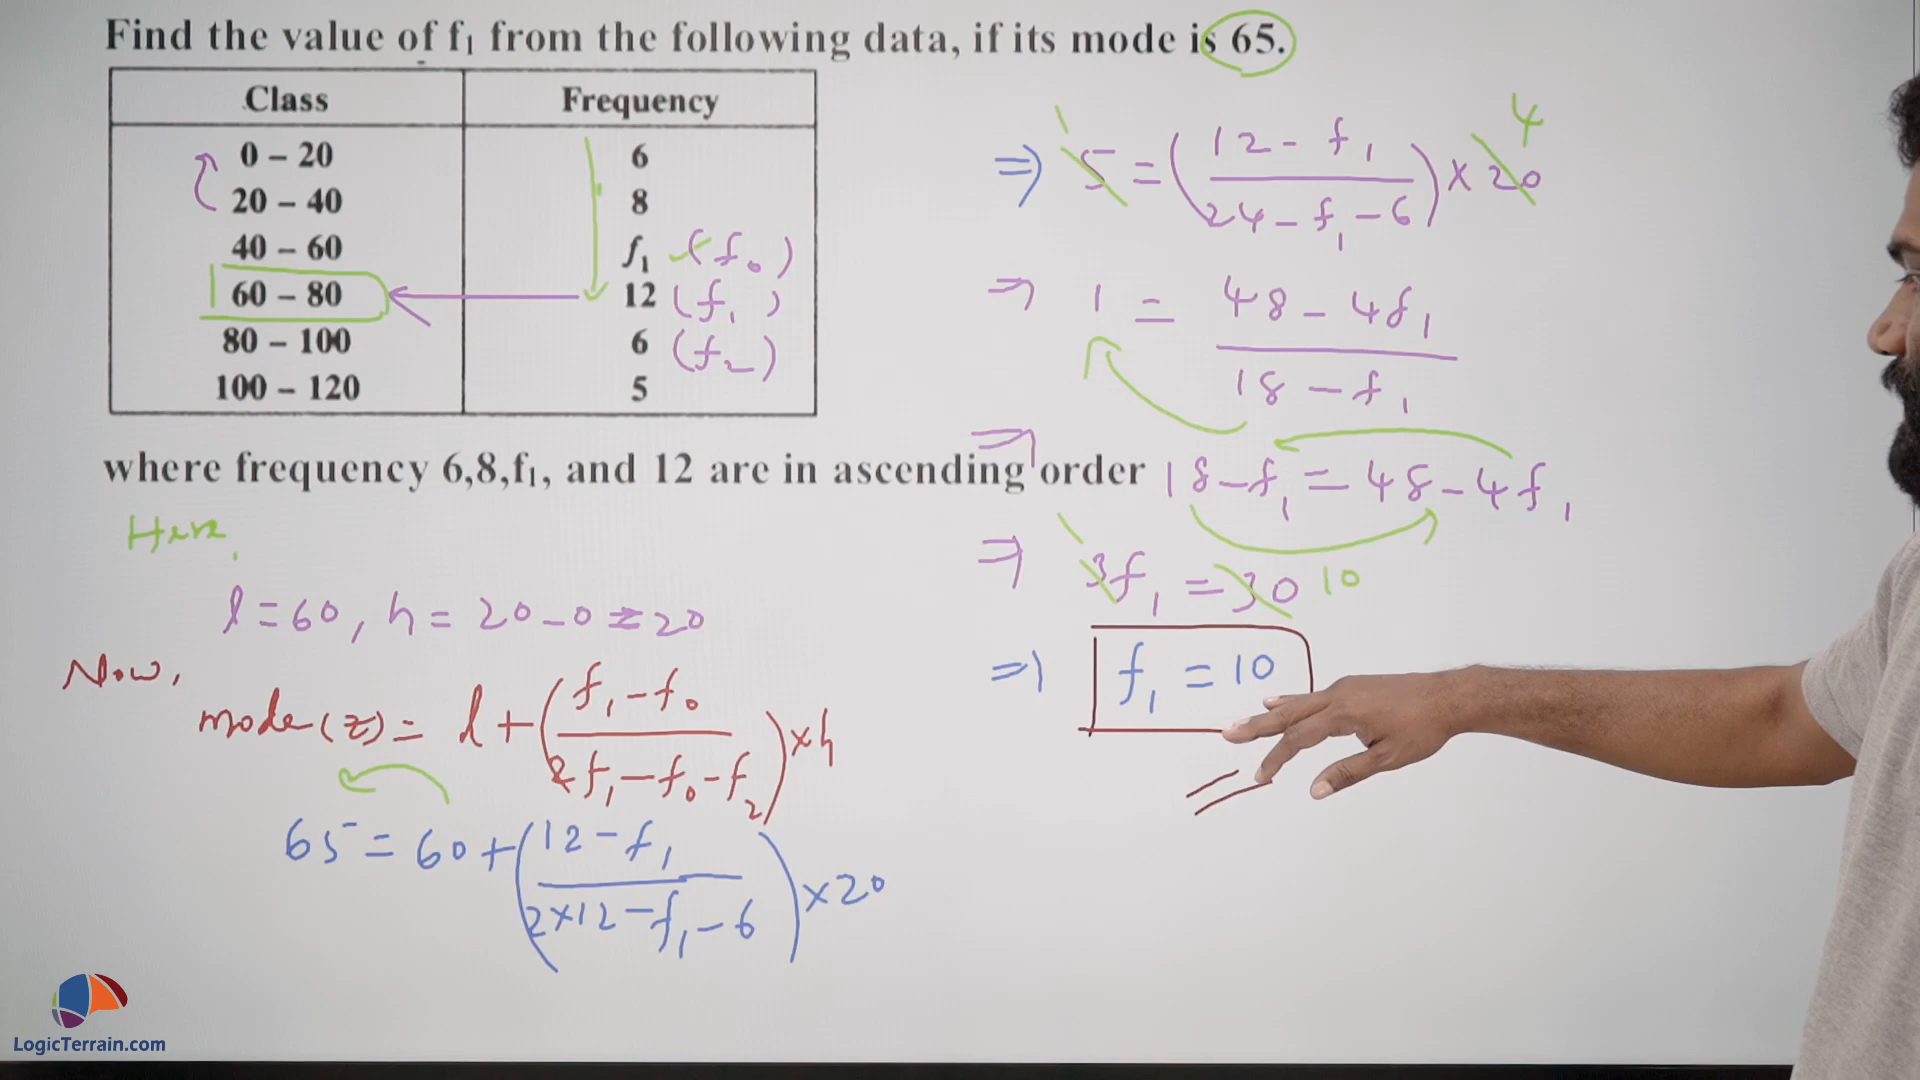 Find the value of f₁ from the following data, if its mode is 65.
Class Frequency
0 – 20 6
20 – 40 8
40 – 60 f₁ (f₀)
60 – 80 12 (f₁)
80 – 100 6 (f₂)
100 – 120 5
where frequency 6,8,f₁, and 12 are in ascending order
Here,
l = 60, h = 20 - 0 = 20
Now,
mode(z) = l + ((f₁ - f₀)/(2f₁ - f₀ - f₂)) × h
65 = 60 + ((12 - f₁)/(2×12 - f₁ - 6)) × 20
⇒ 1 5 = ((12 - f₁)/(24 - f₁ - 6)) × 20 4
⇒ 1 = (48 - 4f₁)/(18 - f₁)
⇒ 18 - f₁ = 48 - 4f₁
⇒ 3f₁ = 30 10
⇒ f₁ = 10
LogicTerrain.com